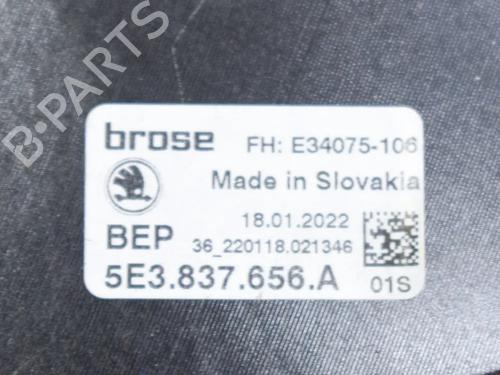 B-PARTS
brose FH: E34075-106
Made in Slovakia
18.01.2022
BEP 36_220118.021346
5E3.837.656.A 01S